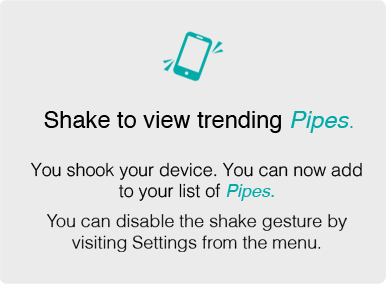 Shake to view trending Pipes.
You shook your device. You can now add
to your list of Pipes.
You can disable the shake gesture by
visiting Settings from the menu.